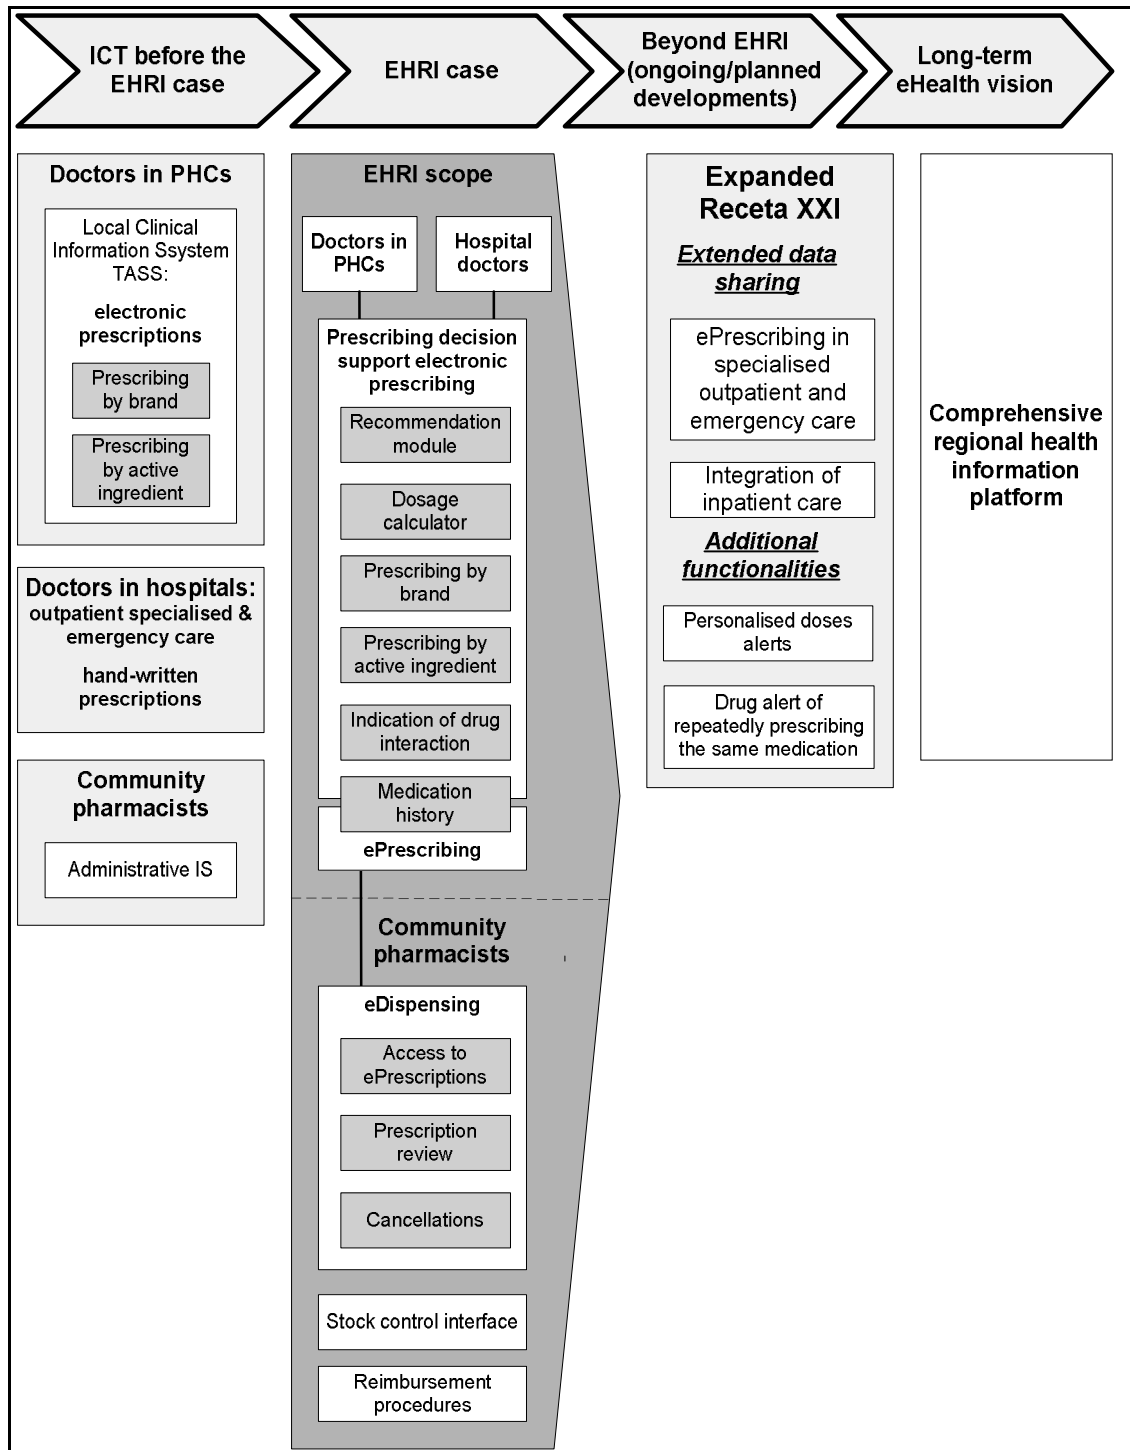 ICT before the
EHRI case
EHRI case
Beyond EHRI
(ongoing/planned
developments)
Long-term
eHealth vision
Doctors in PHCs
Local Clinical
Information Ssystem
TASS:
electronic
prescriptions
Prescribing
by brand
Prescribing
by active
ingredient
Doctors in hospitals:
outpatient specialised &
emergency care
hand-written
prescriptions
Community
pharmacists
Administrative IS
EHRI scope
Doctors in
PHCs
Hospital
doctors
Prescribing decision
support electronic
prescribing
Recommendation
module
Dosage
calculator
Prescribing by
brand
Prescribing by
active ingredient
Indication of drug
interaction
Medication
history
ePrescribing
Community
pharmacists
eDispensing
Access to
ePrescriptions
Prescription
review
Cancellations
Stock control interface
Reimbursement
procedures
Expanded
Receta XXI
Extended data
sharing
ePrescribing in
specialised
outpatient and
emergency care
Integration of
inpatient care
Additional
functionalities
Personalised doses
alerts
Drug alert of
repeatedly prescribing
the same medication
Comprehensive
regional health
information
platform